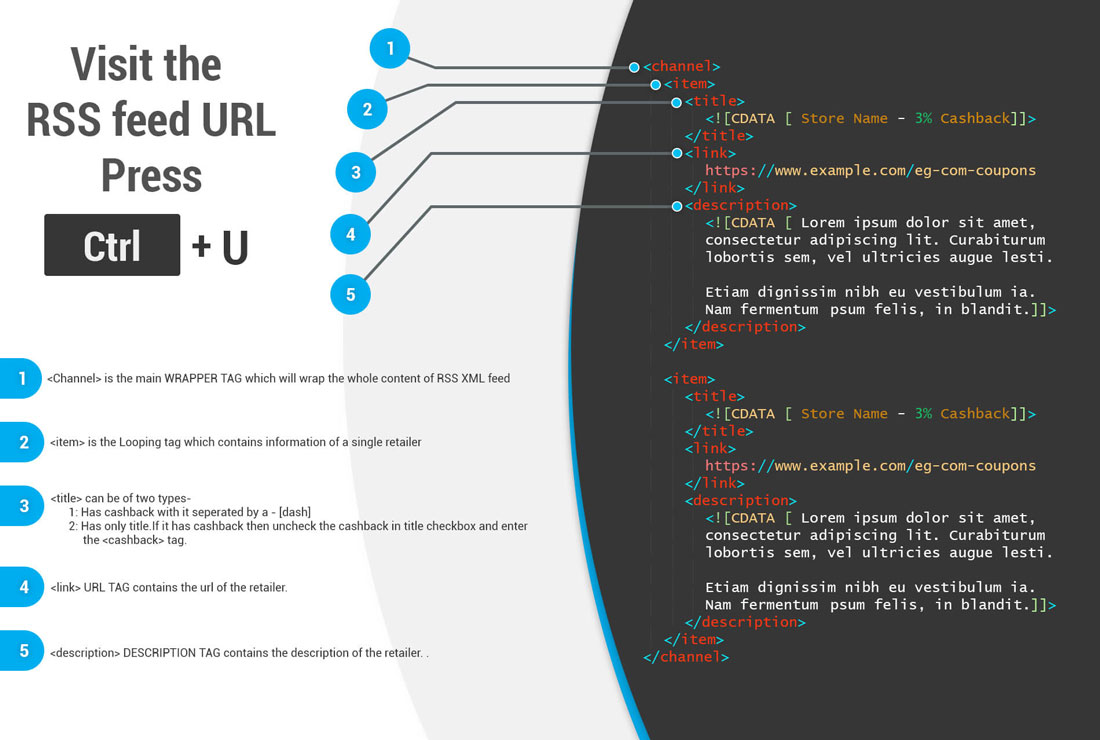 Visit the
RSS feed URL
Press
Ctrl + U
1
2
3
4
5
1 <Channel> is the main WRAPPER TAG which will wrap the whole content of RSS XML feed
2 <item> is the Looping tag which contains information of a single retailer
3 <title> can be of two types-
1: Has cashback with it seperated by a - [dash]
2: Has only title.If it has cashback then uncheck the cashback in title checkbox and enter
the <cashback> tag.
4 <link> URL TAG contains the url of the retailer.
5 <description> DESCRIPTION TAG contains the description of the retailer. .
<channel>
<item>
<title>
<![CDATA [ Store Name - 3% Cashback]]>
</title>
<link>
https://www.example.com/eg-com-coupons
</link>
<description>
<![CDATA [ Lorem ipsum dolor sit amet,
consectetur adipiscing lit. Curabiturum
lobortis sem, vel ultricies augue lesti.
Etiam dignissim nibh eu vestibulum ia.
Nam fermentum psum felis, in blandit.]]>
</description>
</item>
<item>
<title>
<![CDATA [ Store Name - 3% Cashback]]>
</title>
<link>
https://www.example.com/eg-com-coupons
</link>
<description>
<![CDATA [ Lorem ipsum dolor sit amet,
consectetur adipiscing lit. Curabiturum
lobortis sem, vel ultricies augue lesti.
Etiam dignissim nibh eu vestibulum ia.
Nam fermentum psum felis, in blandit.]]>
</description>
</item>
</channel>